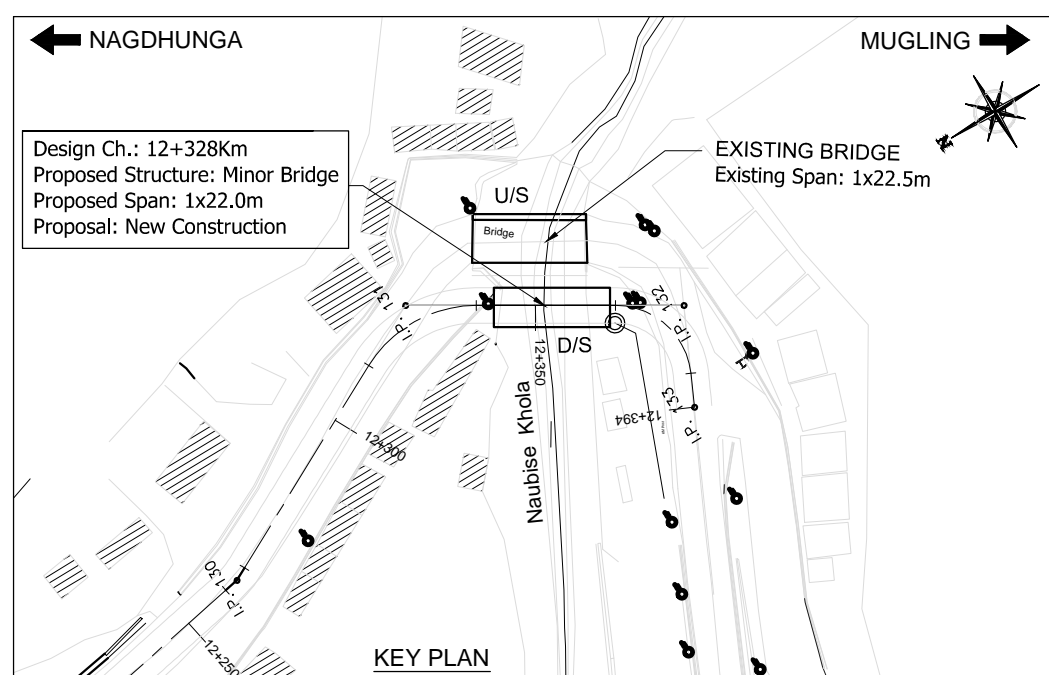 NAGDHUNGA
MUGLING
N
Design Ch.: 12+328Km
Proposed Structure: Minor Bridge
Proposed Span: 1x22.0m
Proposal: New Construction
EXISTING BRIDGE
Existing Span: 1x22.5m
U/S
Bridge
I.P. 131
I.P. 132
D/S
12+350
I.P. 133
12+394
12+300
Naubise Khola
I.P. 130
12+250
KEY PLAN